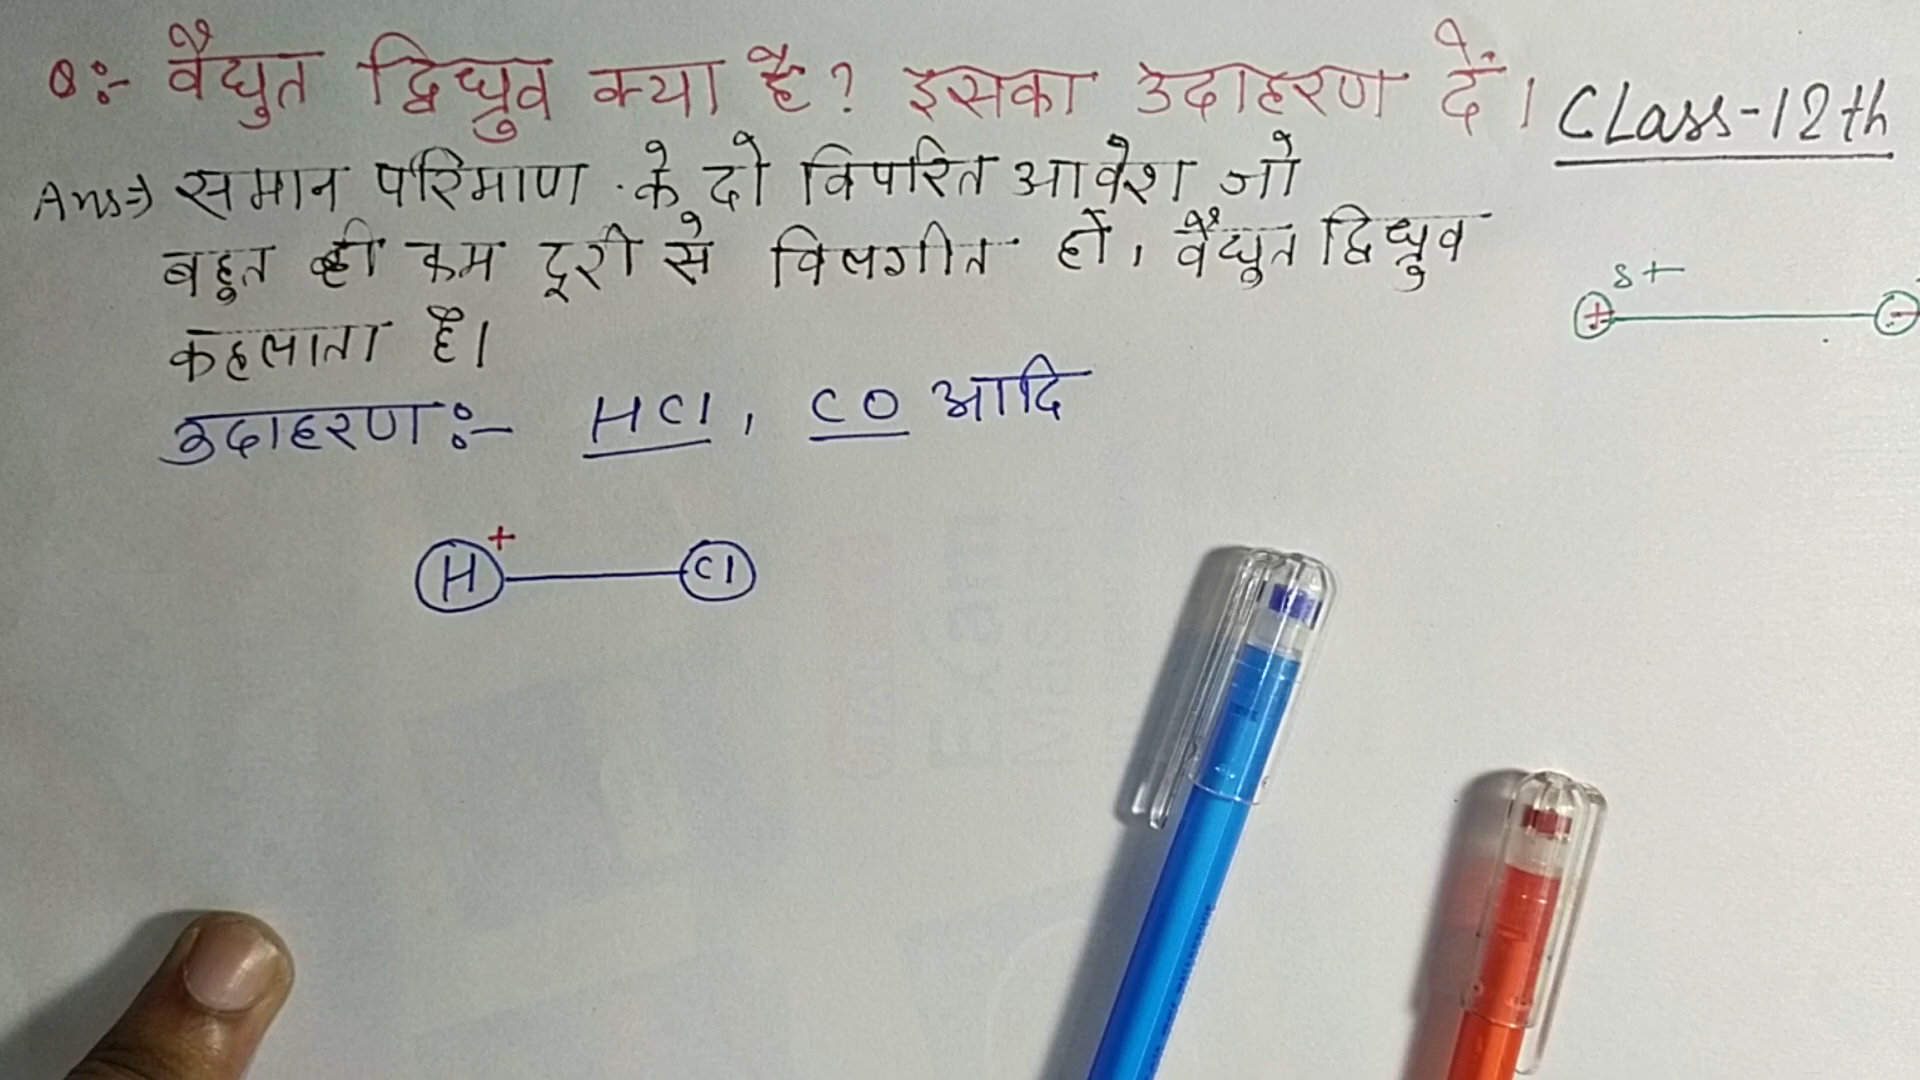 Q:- वैद्युत द्विध्रुव क्या है? इसका उदाहरण दें।
CLass-12th
Ans→ समान परिमाण के दो विपरित आवेश जो
बहुत ही कम दूरी से विलगीत हों, वैद्युत द्विध्रुव
कहलाता है।
δ+
+ -
उदाहरण:- HCl, CO आदि
H + Cl